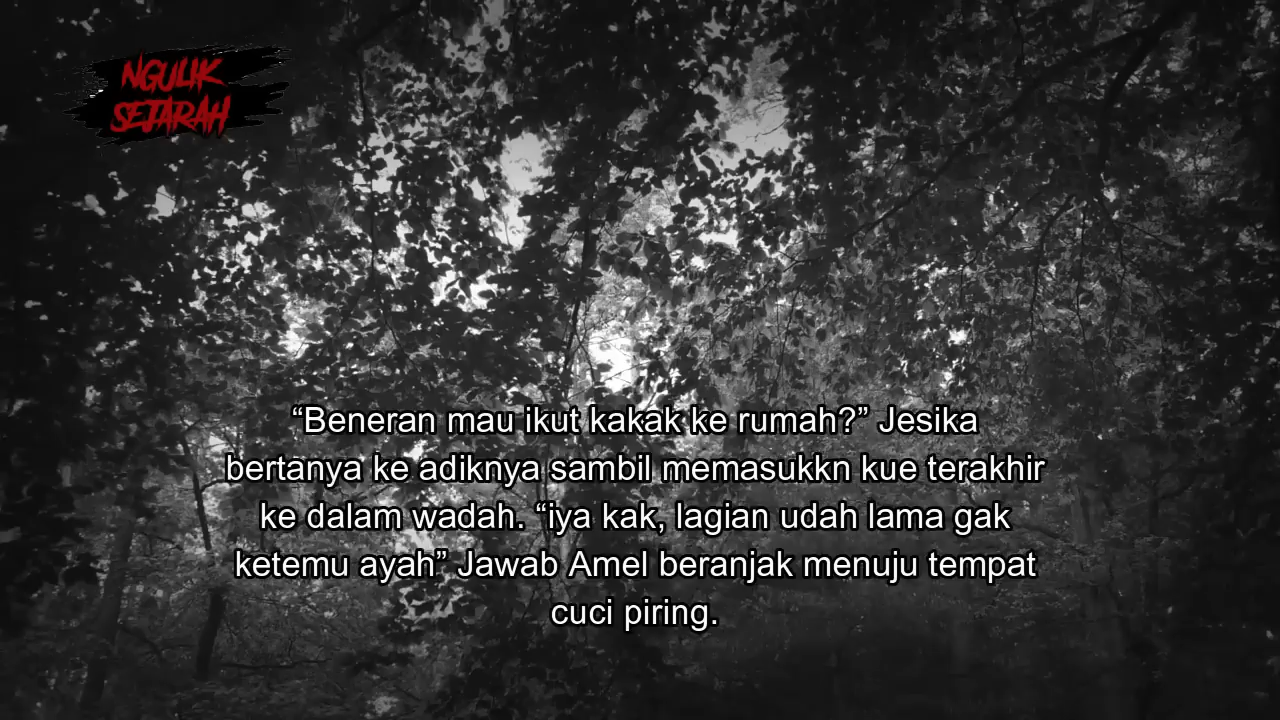 NGULIK
SEJARAH
“Beneran mau ikut kakak ke rumah?” Jesika
bertanya ke adiknya sambil memasukkn kue terakhir
ke dalam wadah. “iya kak, lagian udah lama gak
ketemu ayah” Jawab Amel beranjak menuju tempat
cuci piring.